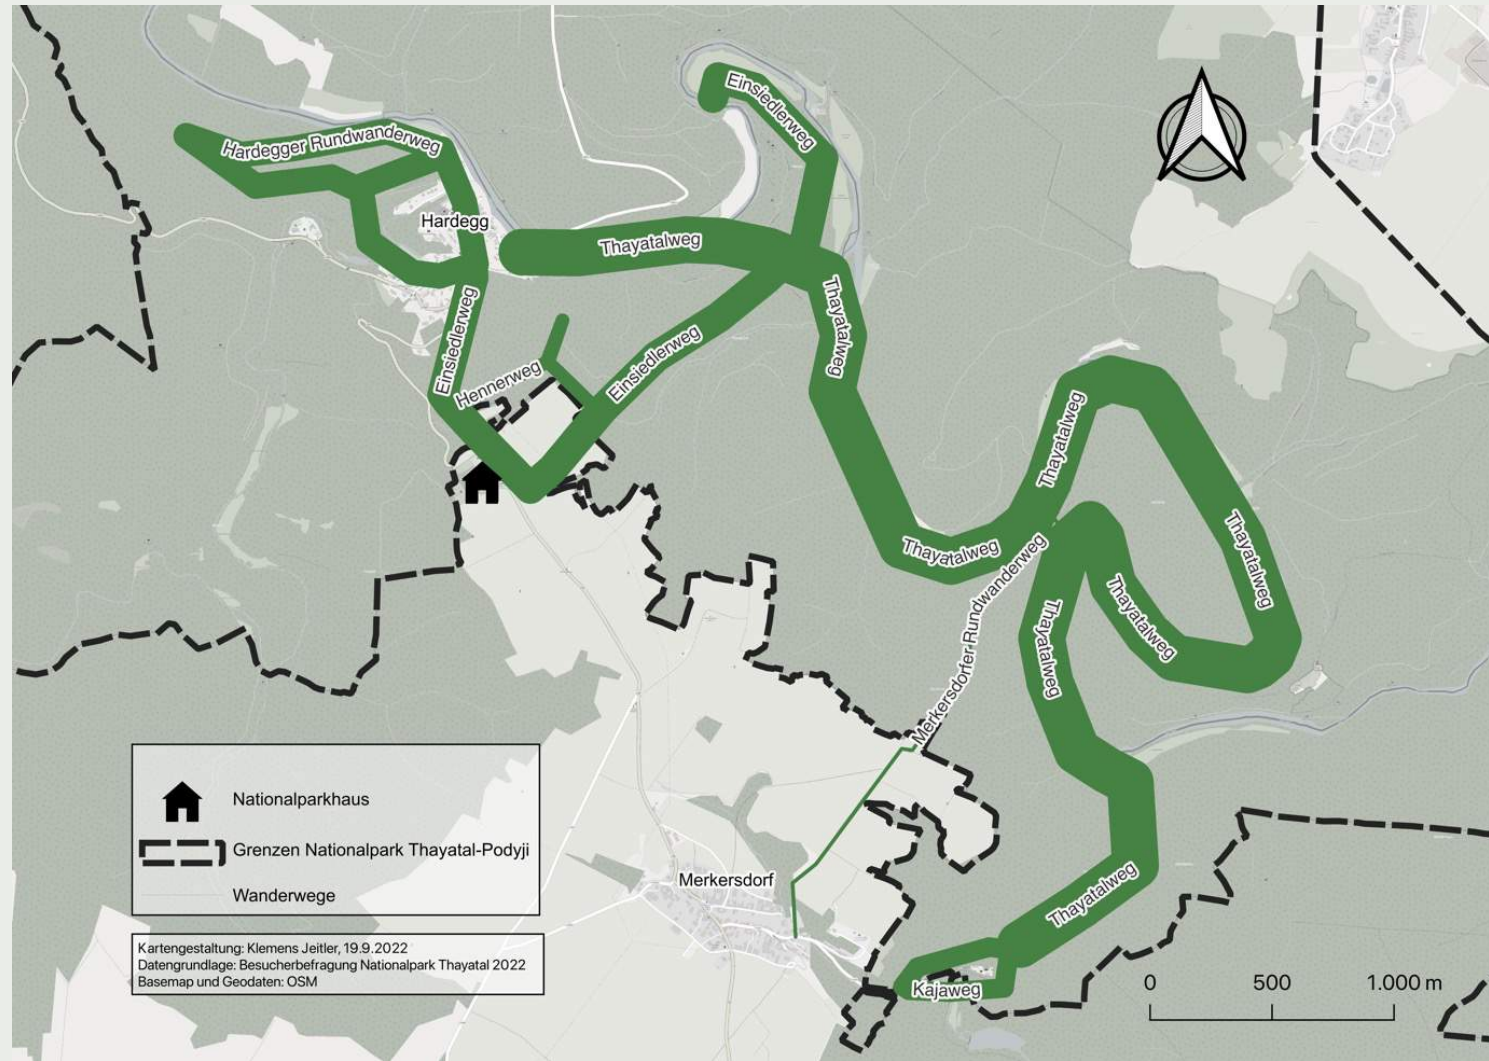 Einsiedlerweg
Hardegger Rundwanderweg
Hardegg
Thayatalweg
Einsiedlerweg
Thayatalweg
Hennerweg
Einsiedlerweg
Thayatalweg
Thayatalweg
Thayatalweg
Merkersdorfer Rundwanderweg
Thayatalweg
Thayatalweg
Nationalparkhaus
Grenzen Nationalpark Thayatal-Podyji
Wanderwege
Merkersdorf
Thayatalweg
Kartengestaltung: Klemens Jeitler, 19.9.2022
Datengrundlage: Besucherbefragung Nationalpark Thayatal 2022
Basemap und Geodaten: OSM
Kajaweg
0 500 1.000 m